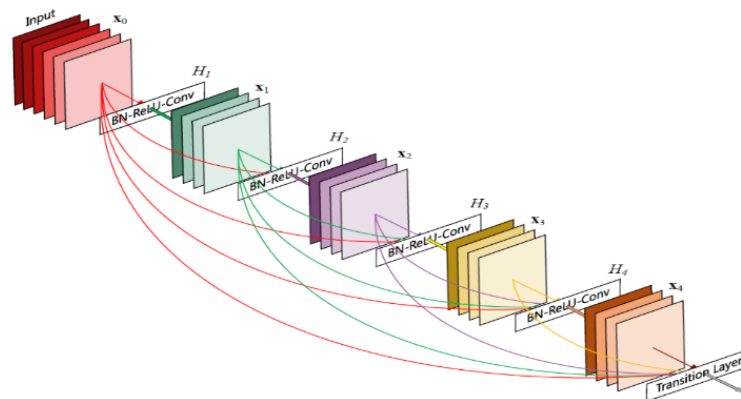 Input
x0
H1
BN-ReLU-Conv
x1
H2
BN-ReLU-Conv
x2
H3
BN-ReLU-Conv
x3
H4
BN-ReLU-Conv
x4
Transition Layer